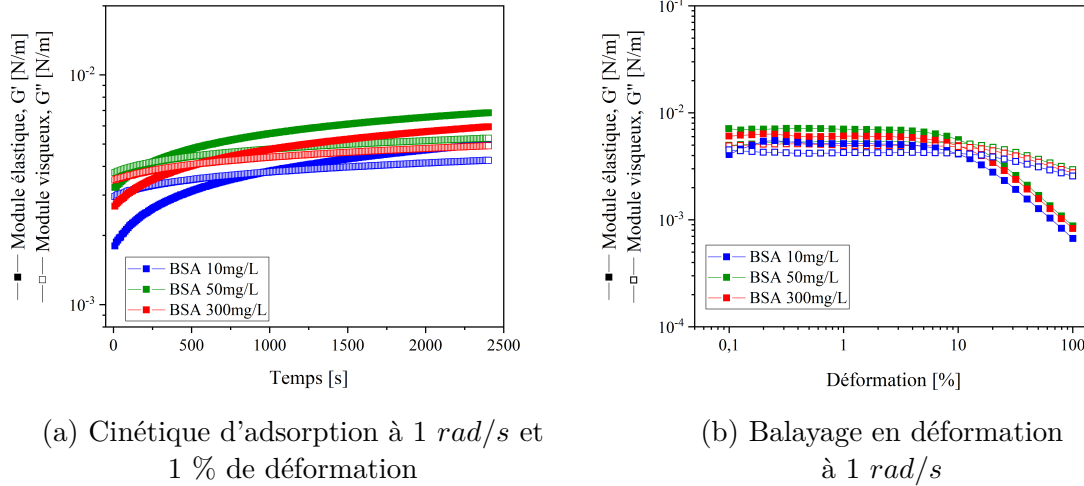 Module élastique, G' [N/m]
Module visqueux, G" [N/m]
10⁻²
10⁻³
BSA 10mg/L
BSA 50mg/L
BSA 300mg/L
0 500 1000 1500 2000 2500
Temps [s]
(a) Cinétique d'adsorption à 1 rad/s et
1 % de déformation
Module élastique, G' [N/m]
Module visqueux, G" [N/m]
10⁻¹
10⁻²
10⁻³
10⁻⁴
BSA 10mg/L
BSA 50mg/L
BSA 300mg/L
0,1 1 10 100
Déformation [%]
(b) Balayage en déformation
à 1 rad/s